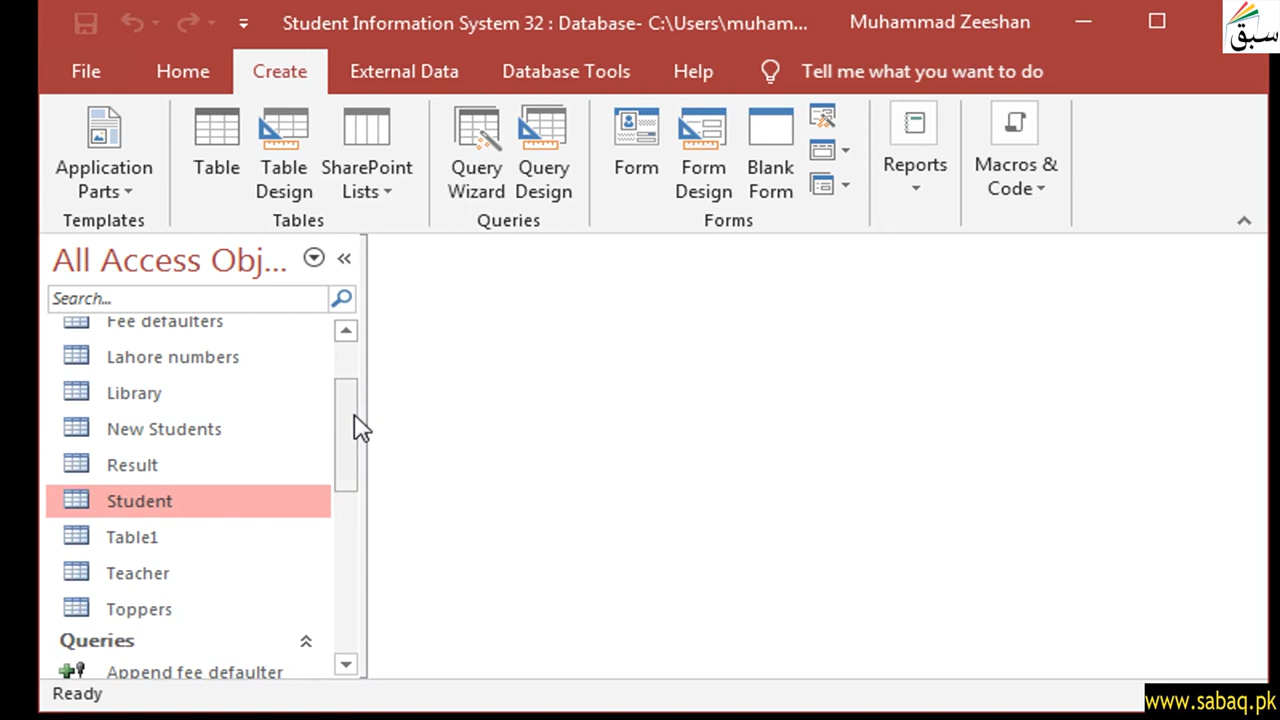 Student Information System 32 : Database- C:\Users\muham...
Muhammad Zeeshan
سبق
File Home Create External Data Database Tools Help Tell me what you want to do
Application Parts
Table
Table Design
SharePoint Lists
Query Wizard
Query Design
Form
Form Design
Blank Form
Reports
Macros & Code
Templates Tables Queries Forms
All Access Obj...
Search...
Fee defaulters
Lahore numbers
Library
New Students
Result
Student
Table1
Teacher
Toppers
Queries
Append fee defaulter
Ready
www.sabaq.pk